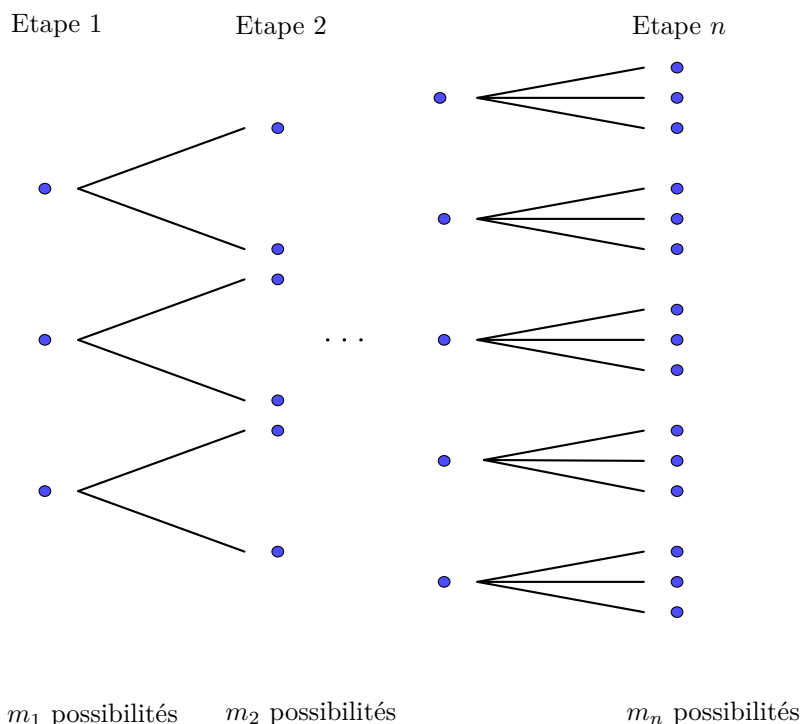 Etape 1 Etape 2 Etape n
. . .
m₁ possibilités m₂ possibilités mₙ possibilités